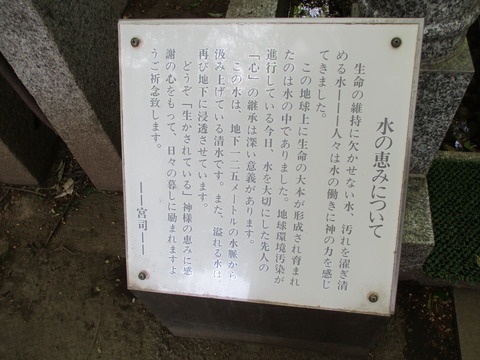 水の恵みについて
生命の維持に欠かせない水、汚れを濯ぎ清
める水――人々は水の働きに神の力を感じ
てきました。
この地球上に生命の大本が形成され育まれ
たのは水の中でありました。地球環境汚染が
進行している今日、水を大切にした先人の
「心」の継承は深い意義があります。
この水は、地下一二五メートルの水脈から
汲み上げている清水です。また、溢れる水は、
再び地下に浸透させています。
どうぞ「生かされている」神様の恵みに感
謝の心をもって、日々の暮しに励まれますよ
うご祈念致します。
――宮司――